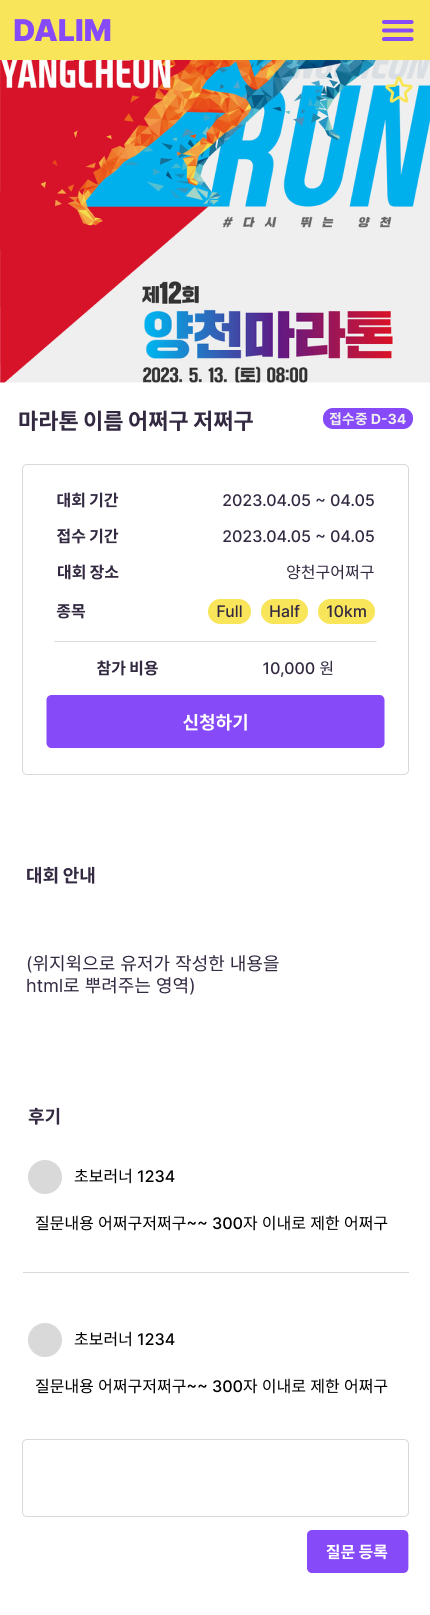 DALIM
YANGCHEON
RUN
#다시 뛰는 양천
제12회
양천마라톤
2023. 5. 13. (토) 08:00
마라톤 이름 어쩌구 저쩌구
접수중 D-34
대회 기간 2023.04.05 ~ 04.05
접수 기간 2023.04.05 ~ 04.05
대회 장소 양천구어쩌구
종목 Full Half 10km
참가 비용 10,000 원
신청하기
대회 안내
(위지윅으로 유저가 작성한 내용을
html로 뿌려주는 영역)
후기
초보러너 1234
질문내용 어쩌구저쩌구~~ 300자 이내로 제한 어쩌구
초보러너 1234
질문내용 어쩌구저쩌구~~ 300자 이내로 제한 어쩌구
질문 등록